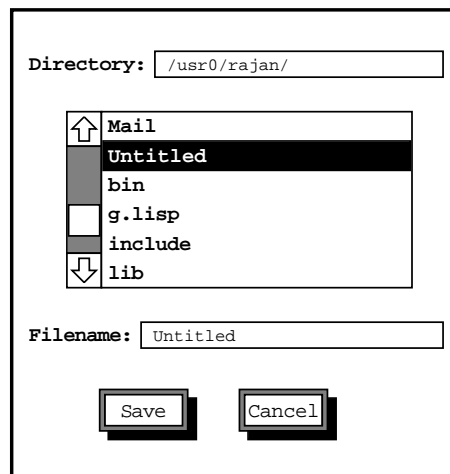 Directory: /usr0/rajan/
Mail
Untitled
bin
g.lisp
include
lib
Filename: Untitled
Save Cancel